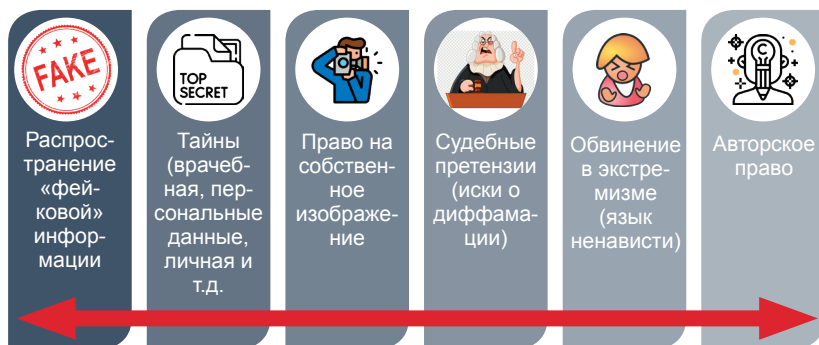 FAKE
Распрос-
транение
«фей-
ковой»
инфор-
мации
TOP
SECRET
Тайны
(врачеб-
ная, пер-
сональные
данные,
личная и
т.д.
Право на
собствен-
ное
изображе-
ние
Судебные
претензии
(иски о
диффама-
ции)
Обвинение
в экстре-
мизме
(язык
ненависти)
C
Авторское
право